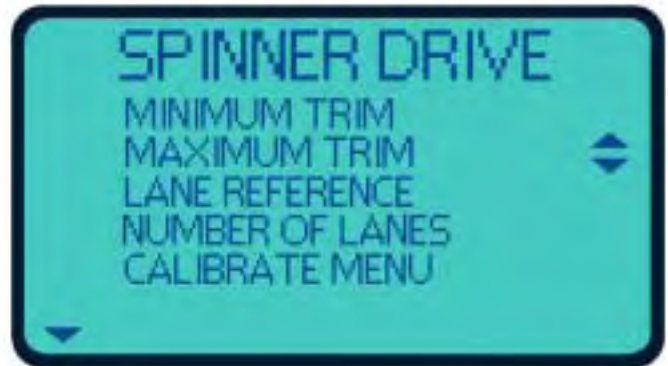 SPINNER DRIVE
MINIMUM TRIM
MAXIMUM TRIM
LANE REFERENCE
NUMBER OF LANES
CALIBRATE MENU